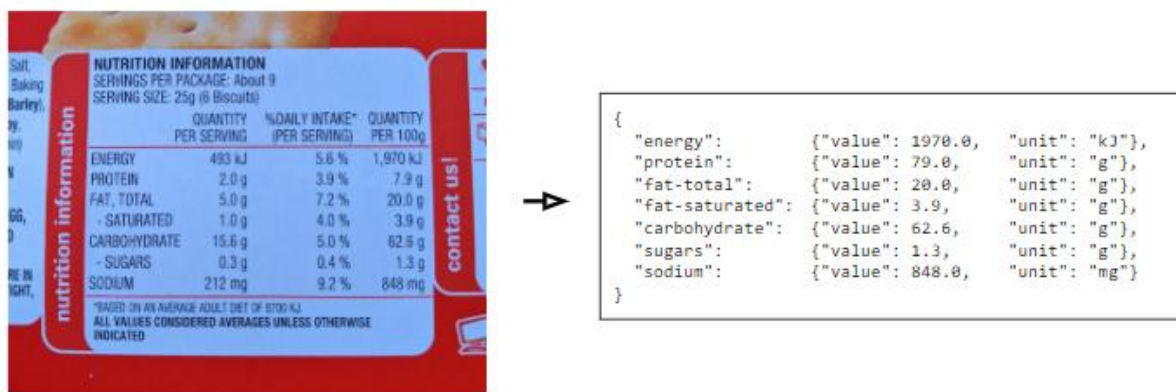 Salt,
Baking
Barley),
GG,
RE IN
IGHT,
nutrition information
NUTRITION INFORMATION
SERVINGS PER PACKAGE: About 9
SERVING SIZE: 25g (6 Biscuits)
QUANTITY PER SERVING %DAILY INTAKE* (PER SERVING) QUANTITY PER 100g
ENERGY 493 kJ 5.6 % 1,970 kJ
PROTEIN 2.0 g 3.9 % 7.9 g
FAT, TOTAL 5.0 g 7.2 % 20.0 g
- SATURATED 1.0 g 4.0 % 3.9 g
CARBOHYDRATE 15.6 g 5.0 % 62.6 g
- SUGARS 0.3 g 0.4 % 1.3 g
SODIUM 212 mg 9.2 % 848 mg
*BASED ON AN AVERAGE ADULT DIET OF 8700 KJ
ALL VALUES CONSIDERED AVERAGES UNLESS OTHERWISE
INDICATED
contact us!
{
"energy": {"value": 1970.0, "unit": "kJ"},
"protein": {"value": 79.0, "unit": "g"},
"fat-total": {"value": 20.0, "unit": "g"},
"fat-saturated": {"value": 3.9, "unit": "g"},
"carbohydrate": {"value": 62.6, "unit": "g"},
"sugars": {"value": 1.3, "unit": "g"},
"sodium": {"value": 848.0, "unit": "mg"}
}